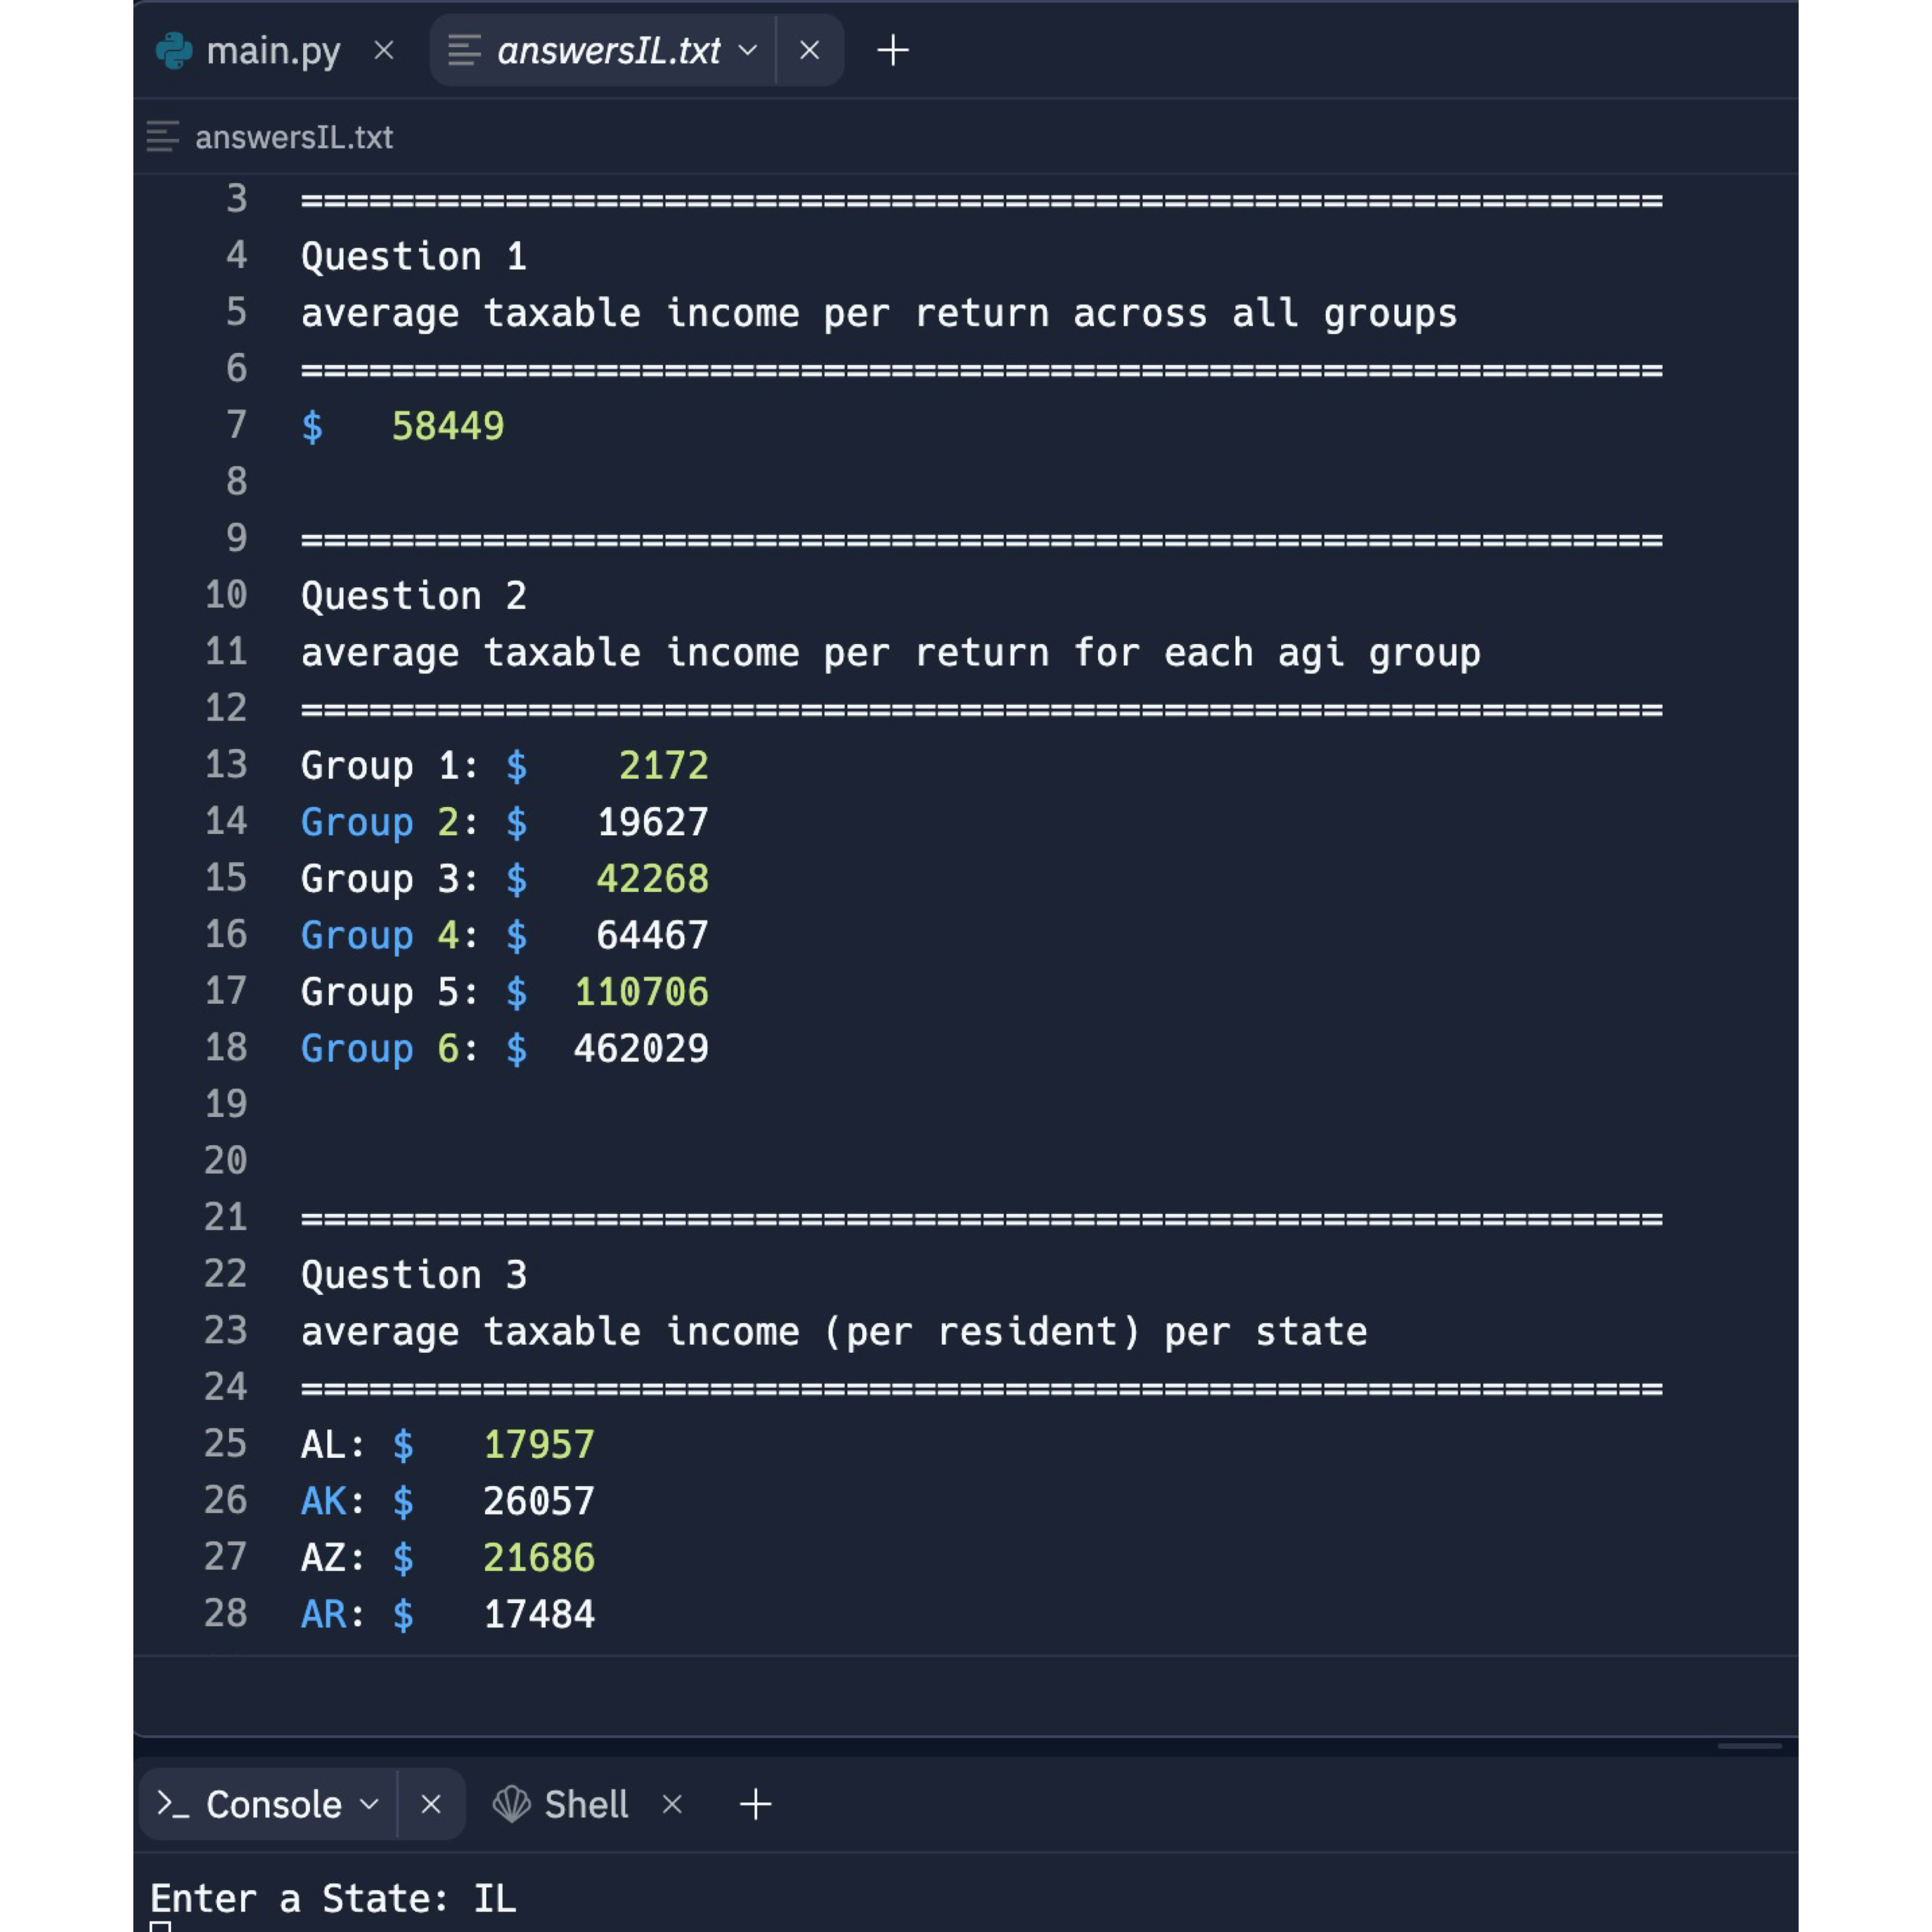 main.py
answersIL.txt
answersIL.txt
3 ============================================================
4 Question 1
5 average taxable income per return across all groups
6 ============================================================
7 $   58449
8
9 ============================================================
10 Question 2
11 average taxable income per return for each agi group
12 ============================================================
13 Group 1: $    2172
14 Group 2: $   19627
15 Group 3: $   42268
16 Group 4: $   64467
17 Group 5: $  110706
18 Group 6: $  462029
19
20
21 ============================================================
22 Question 3
23 average taxable income (per resident) per state
24 ============================================================
25 AL: $   17957
26 AK: $   26057
27 AZ: $   21686
28 AR: $   17484
>_ Console
Shell
Enter a State: IL